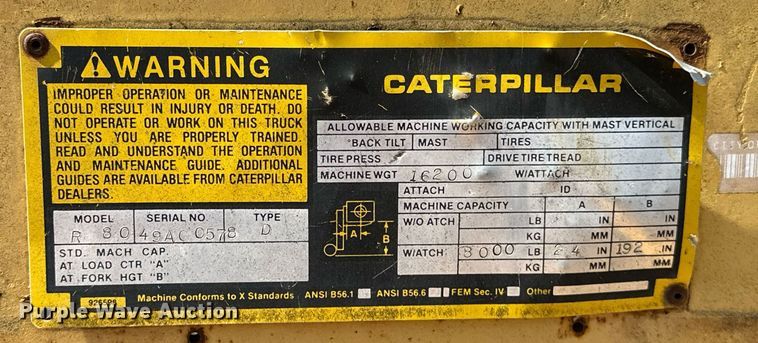 WARNING
IMPROPER OPERATION OR MAINTENANCE
COULD RESULT IN INJURY OR DEATH. DO
NOT OPERATE OR WORK ON THIS TRUCK
UNLESS YOU ARE PROPERLY TRAINED.
READ AND UNDERSTAND THE OPERATION
AND MAINTENANCE GUIDE. ADDITIONAL
GUIDES ARE AVAILABLE FROM CATERPILLAR
DEALERS.
MODEL SERIAL NO TYPE
R 80 49AC0578 D
STD. MACH CAP.
AT LOAD CTR "A"
AT FORK HGT "B"
CATERPILLAR
ALLOWABLE MACHINE WORKING CAPACITY WITH MAST VERTICAL
°BACK TILT MAST TIRES
TIRE PRESS DRIVE TIRE TREAD
MACHINE WGT 16200 W/ATTACH
ATTACH ID
MACHINE CAPACITY A B
W/O ATCH LB IN IN
KG MM MM
W/ATCH 8000 LB 24 IN 192 IN
KG MM MM
A
B
Machine Conforms to X Standards ANSI B56.1 ANSI B56.6 FEM Sec. IV Other
Purple Wave Auction